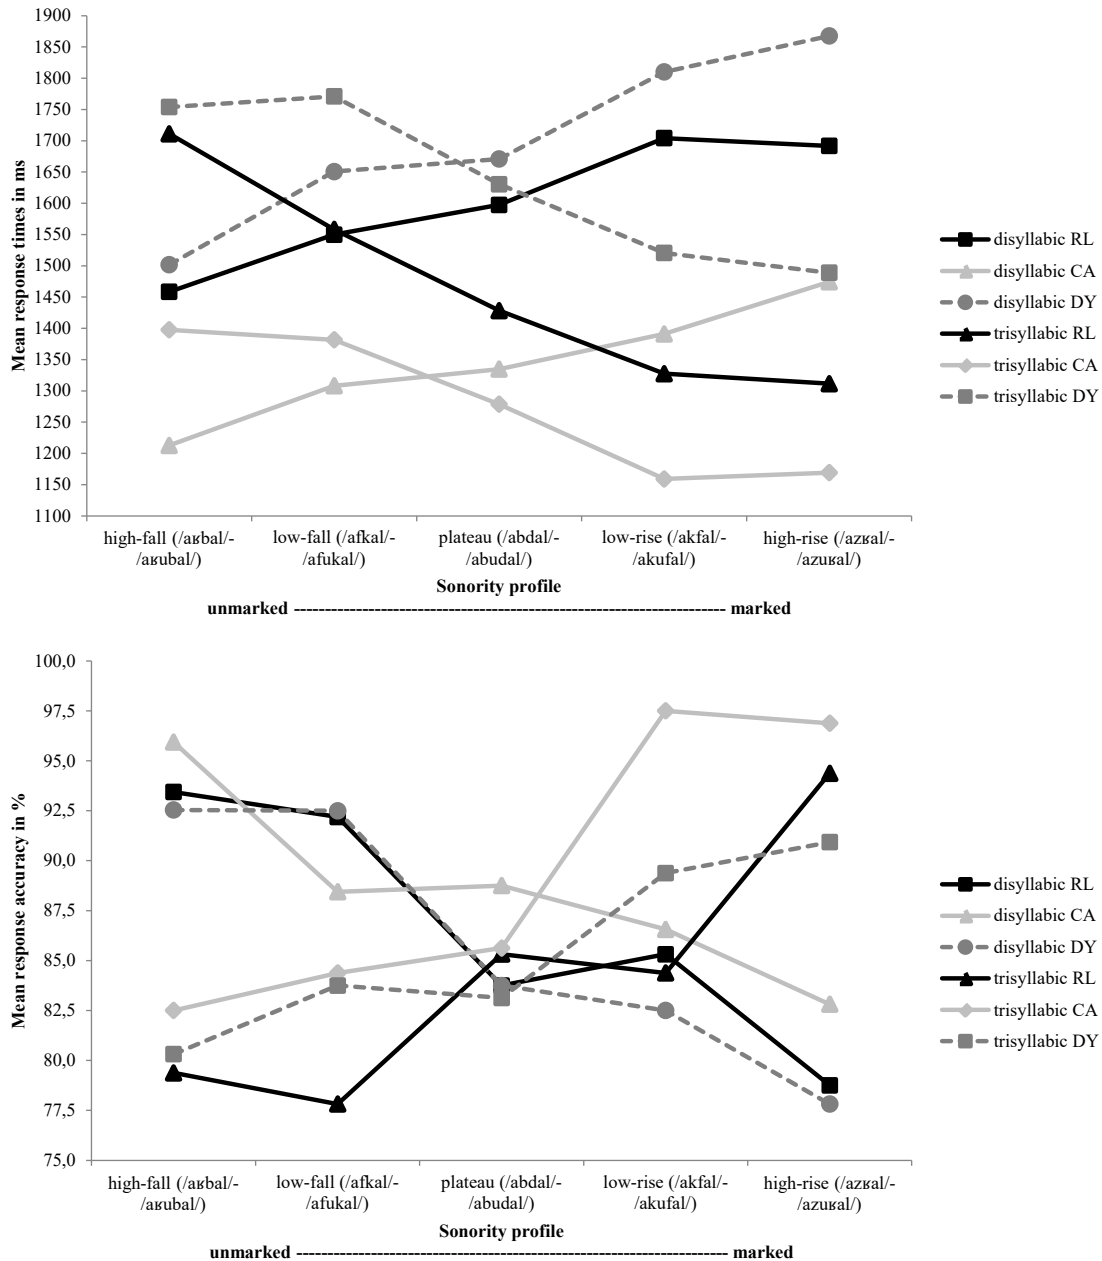 Mean response times in ms
1900
1850
1800
1750
1700
1650
1600
1550
1500
1450
1400
1350
1300
1250
1200
1150
1100
high-fall (/aʁbal/-
/aʁubal/)
low-fall (/afkal/-
/afukal/)
plateau (/abdal/-
/abudal/)
low-rise (/akfal/-
/akufal/)
high-rise (/azʁal/-
/azuʁal/)
Sonority profile
unmarked ---------------------------------------------------------------------- marked
disyllabic RL
disyllabic CA
disyllabic DY
trisyllabic RL
trisyllabic CA
trisyllabic DY
Mean response accuracy in %
100,0
97,5
95,0
92,5
90,0
87,5
85,0
82,5
80,0
77,5
75,0
high-fall (/aʁbal/-
/aʁubal/)
low-fall (/afkal/-
/afukal/)
plateau (/abdal/-
/abudal/)
low-rise (/akfal/-
/akufal/)
high-rise (/azʁal/-
/azuʁal/)
Sonority profile
unmarked ---------------------------------------------------------------------- marked
disyllabic RL
disyllabic CA
disyllabic DY
trisyllabic RL
trisyllabic CA
trisyllabic DY